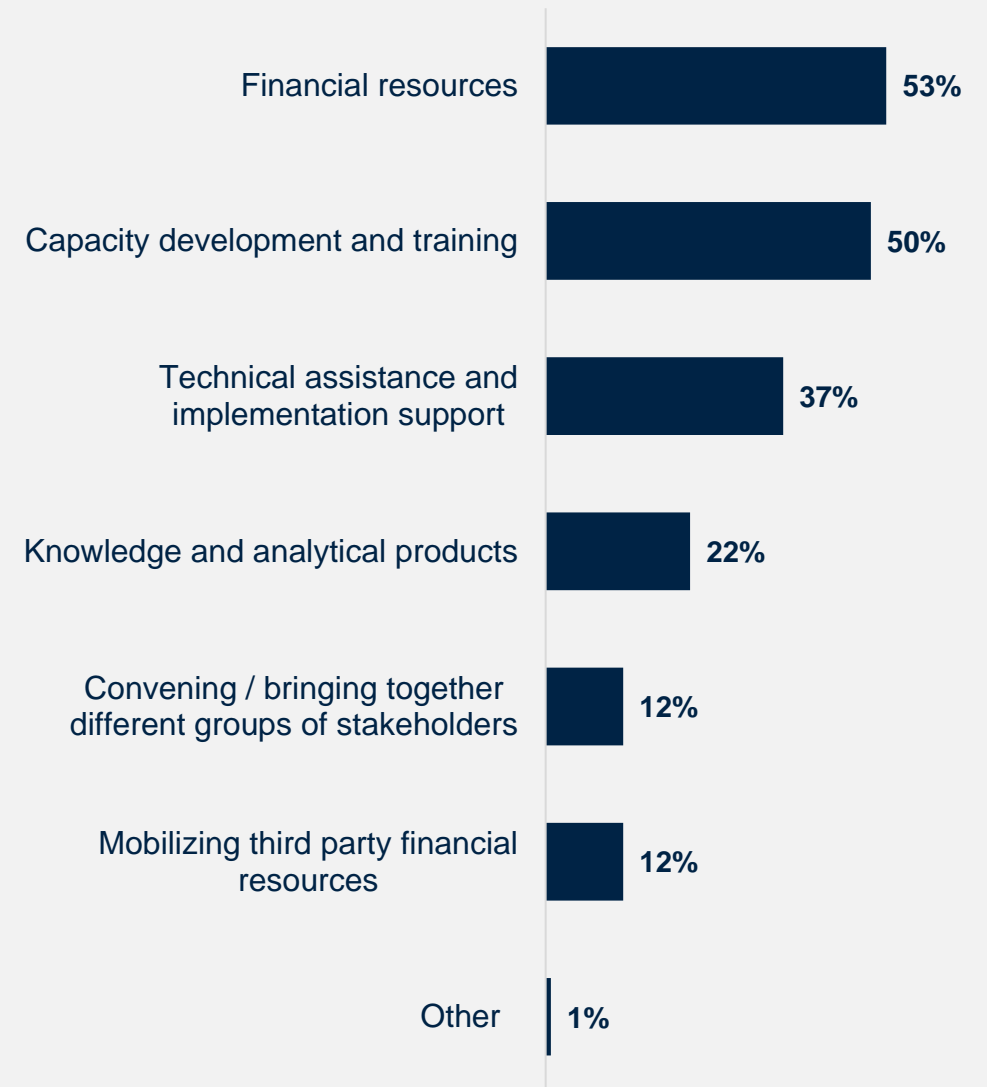 Financial resources
53%
Capacity development and training
50%
Technical assistance and
implementation support
37%
Knowledge and analytical products
22%
Convening / bringing together
different groups of stakeholders
12%
Mobilizing third party financial
resources
12%
Other
1%